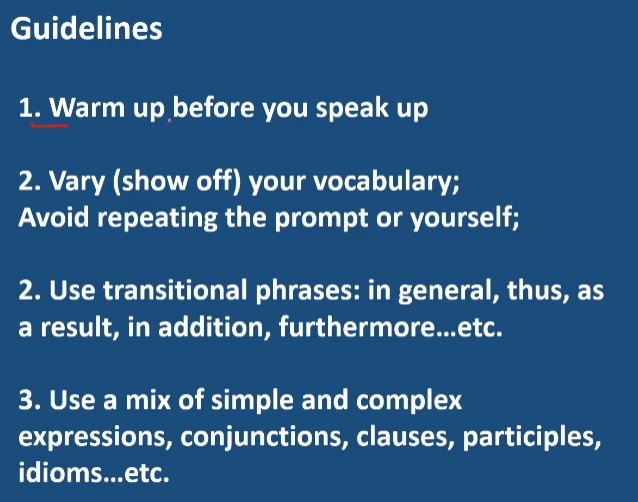 Guidelines
1. Warm up before you speak up
2. Vary (show off) your vocabulary;
Avoid repeating the prompt or yourself;
2. Use transitional phrases: in general, thus, as
a result, in addition, furthermore...etc.
3. Use a mix of simple and complex
expressions, conjunctions, clauses, participles,
idioms...etc.